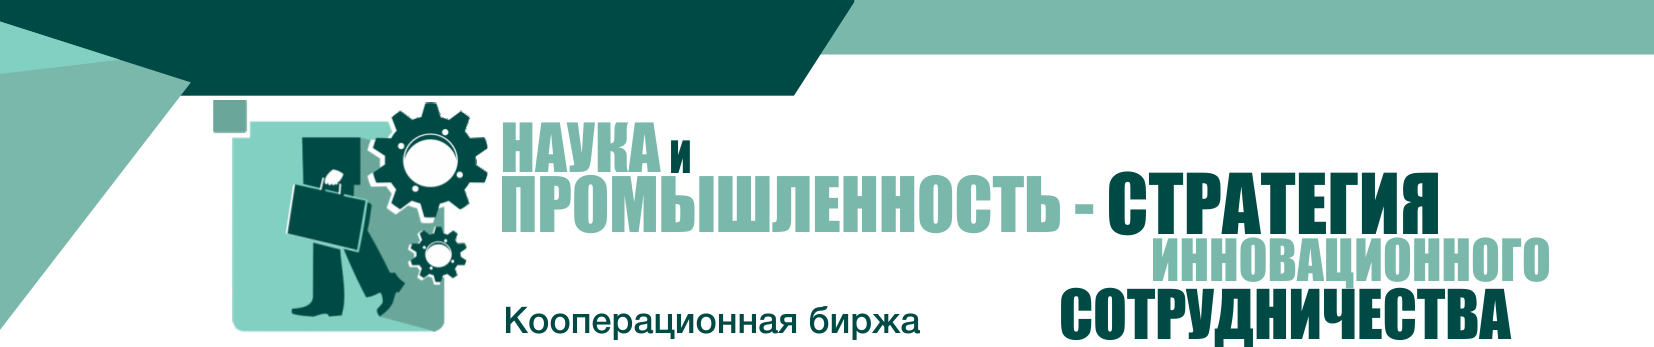 НАУКА и
ПРОМЫШЛЕННОСТЬ - СТРАТЕГИЯ
ИННОВАЦИОННОГО
СОТРУДНИЧЕСТВА
Кооперационная биржа